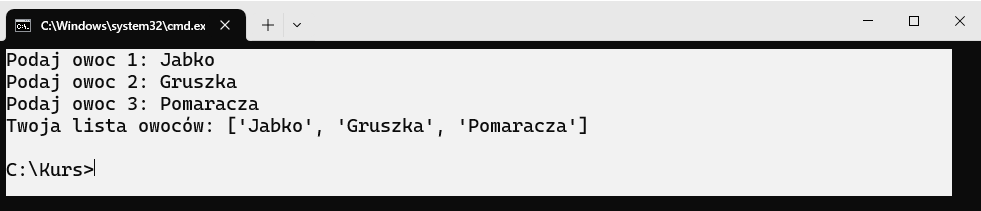 C:\Windows\system32\cmd.ex
Podaj owoc 1: Jabko
Podaj owoc 2: Gruszka
Podaj owoc 3: Pomaracza
Twoja lista owoców: ['Jabko', 'Gruszka', 'Pomaracza']
C:\Kurs>